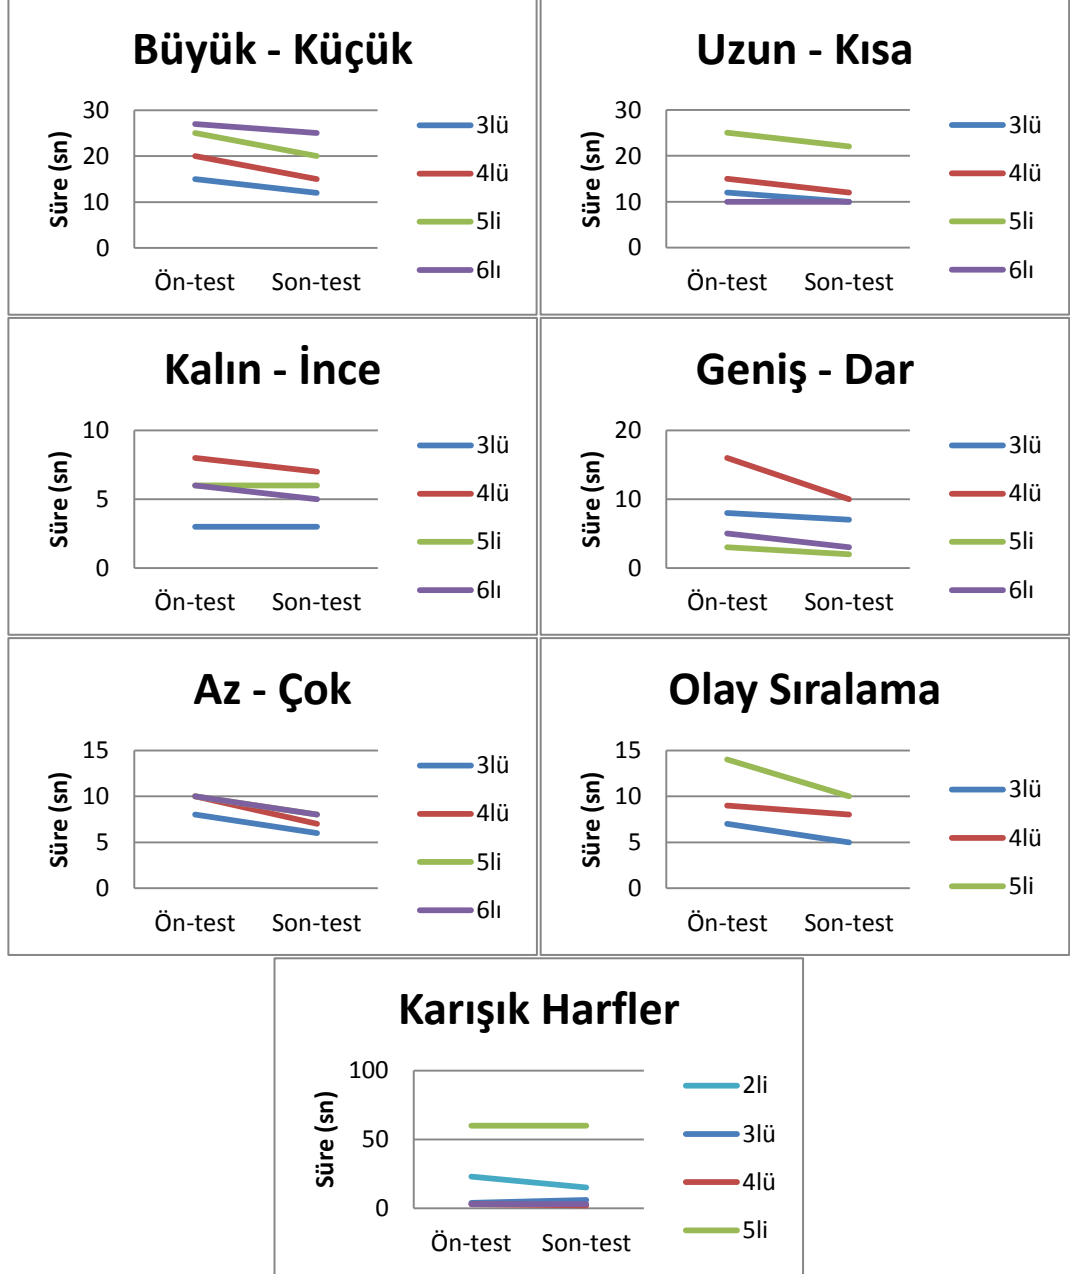 Büyük - Küçük
Süre (sn)
30
20
10
0
Ön-test Son-test
3lü
4lü
5li
6lı
Uzun - Kısa
Süre (sn)
30
20
10
0
Ön-test Son-test
3lü
4lü
5li
6lı
Kalın - İnce
Süre (sn)
10
5
0
Ön-test Son-test
3lü
4lü
5li
6lı
Geniş - Dar
Süre (sn)
20
10
0
Ön-test Son-test
3lü
4lü
5li
6lı
Az - Çok
Süre (sn)
15
10
5
0
Ön-test Son-test
3lü
4lü
5li
6lı
Olay Sıralama
Süre (sn)
15
10
5
0
Ön-test Son-test
3lü
4lü
5li
Karışık Harfler
Süre (sn)
100
50
0
Ön-test Son-test
2li
3lü
4lü
5li